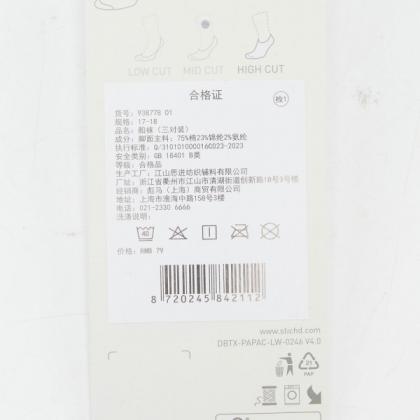 LOW CUT MID CUT HIGH CUT
合格证
检1
货号: 938778 01
规格: 17-18
品名: 船袜 (三对装)
成分: 脚面主料: 75%棉23%锦纶2%氨纶
执行标准: Q/3101010000160023-2023
安全类别: GB 18401 B类
等级: 合格品
生产工厂: 江山思进纺织辅料有限公司
厂址: 浙江省衢州市江山市清湖街道创新路18号3号楼
经销商: 彪马(上海)商贸有限公司
地址: 上海市淮海中路158号3楼
电话: 021-2330 6666
洗涤说明:
40
价格: RMB 79
8 720245 842112
www.slichd.com
DBTX-PAPAC-LW-0246 V4.0
21
PAP